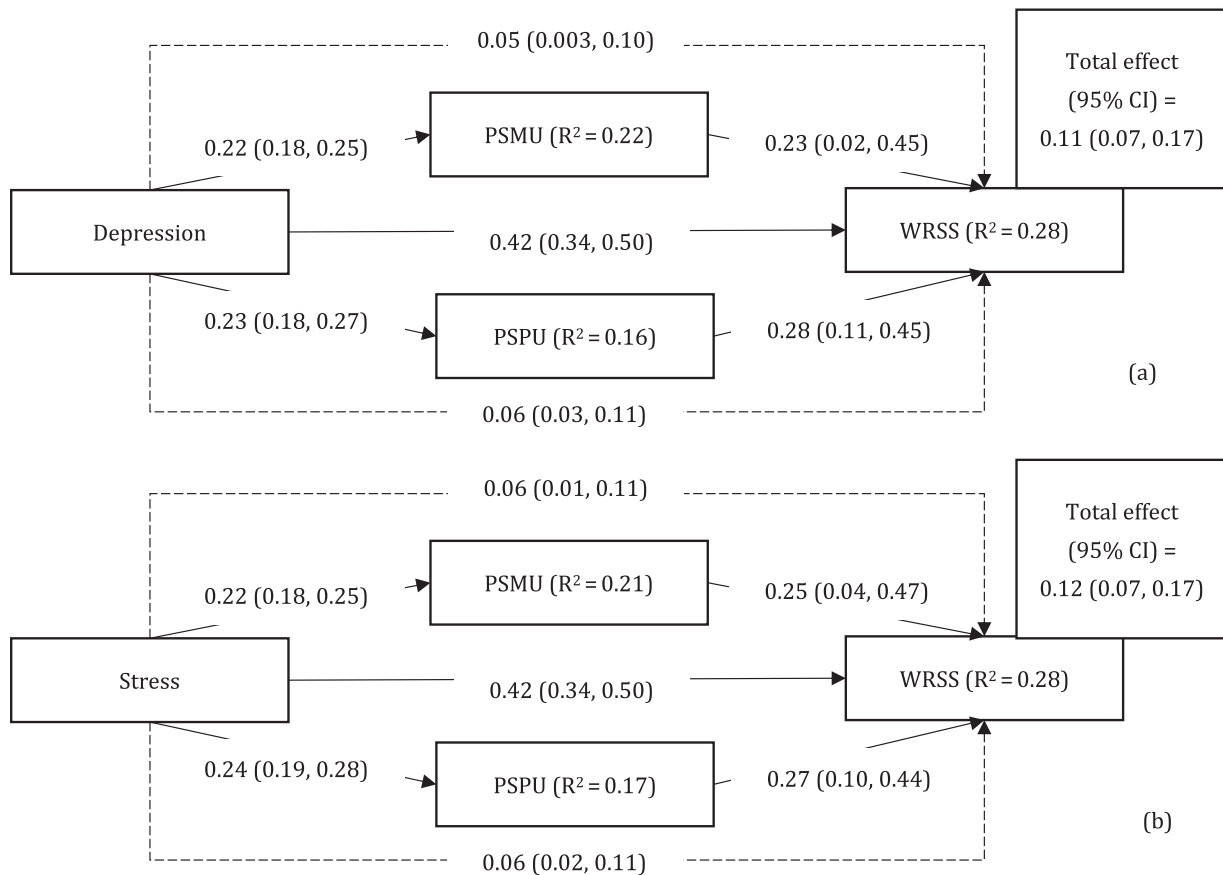 0.05 (0.003, 0.10)
Total effect
(95% CI) =
0.11 (0.07, 0.17)
0.22 (0.18, 0.25)
PSMU (R² = 0.22)
0.23 (0.02, 0.45)
Depression
0.42 (0.34, 0.50)
WRSS (R² = 0.28)
0.23 (0.18, 0.27)
PSPU (R² = 0.16)
0.28 (0.11, 0.45)
(a)
0.06 (0.03, 0.11)
0.06 (0.01, 0.11)
Total effect
(95% CI) =
0.12 (0.07, 0.17)
0.22 (0.18, 0.25)
PSMU (R² = 0.21)
0.25 (0.04, 0.47)
Stress
0.42 (0.34, 0.50)
WRSS (R² = 0.28)
0.24 (0.19, 0.28)
PSPU (R² = 0.17)
0.27 (0.10, 0.44)
(b)
0.06 (0.02, 0.11)